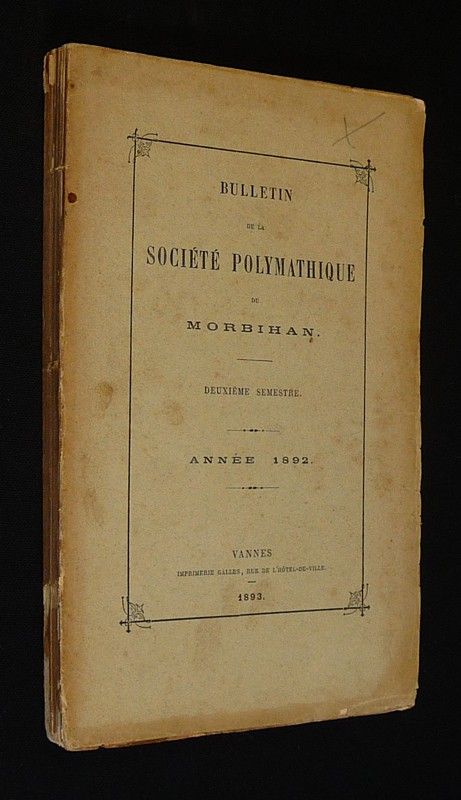 BULLETIN
DE LA
SOCIÉTÉ POLYMATHIQUE
DU
MORBIHAN.
DEUXIÈME SEMESTRE.
ANNÉE 1892.
VANNES
IMPRIMERIE GALLES, RUE DE L'HÔTEL-DE-VILLE.
1893.